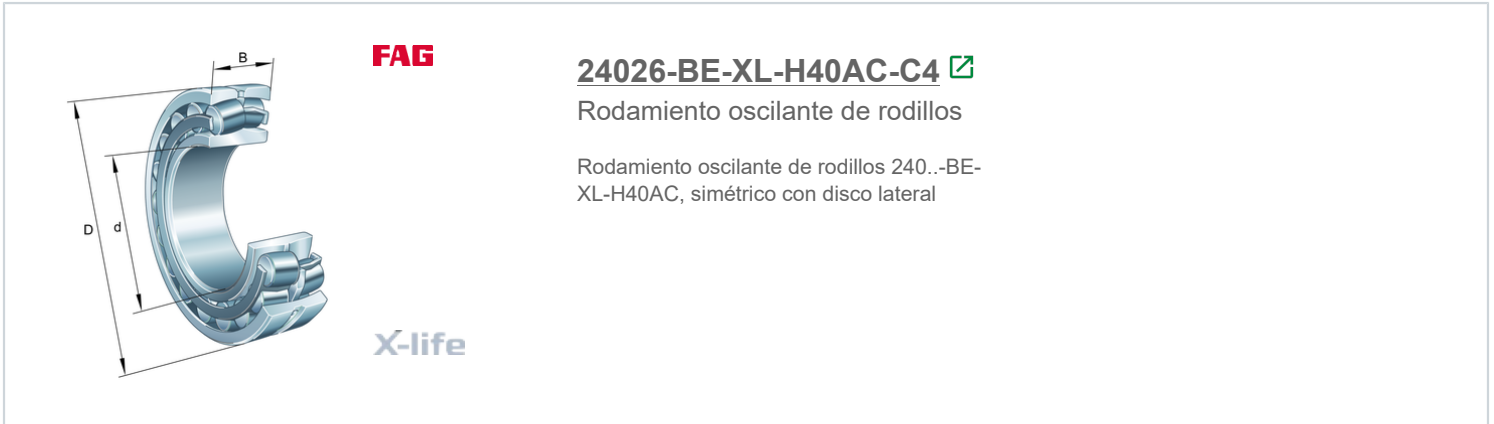 B
FAG
24026-BE-XL-H40AC-C4
Rodamiento oscilante de rodillos
Rodamiento oscilante de rodillos 240..-BE-
XL-H40AC, simétrico con disco lateral
D
d
X-life